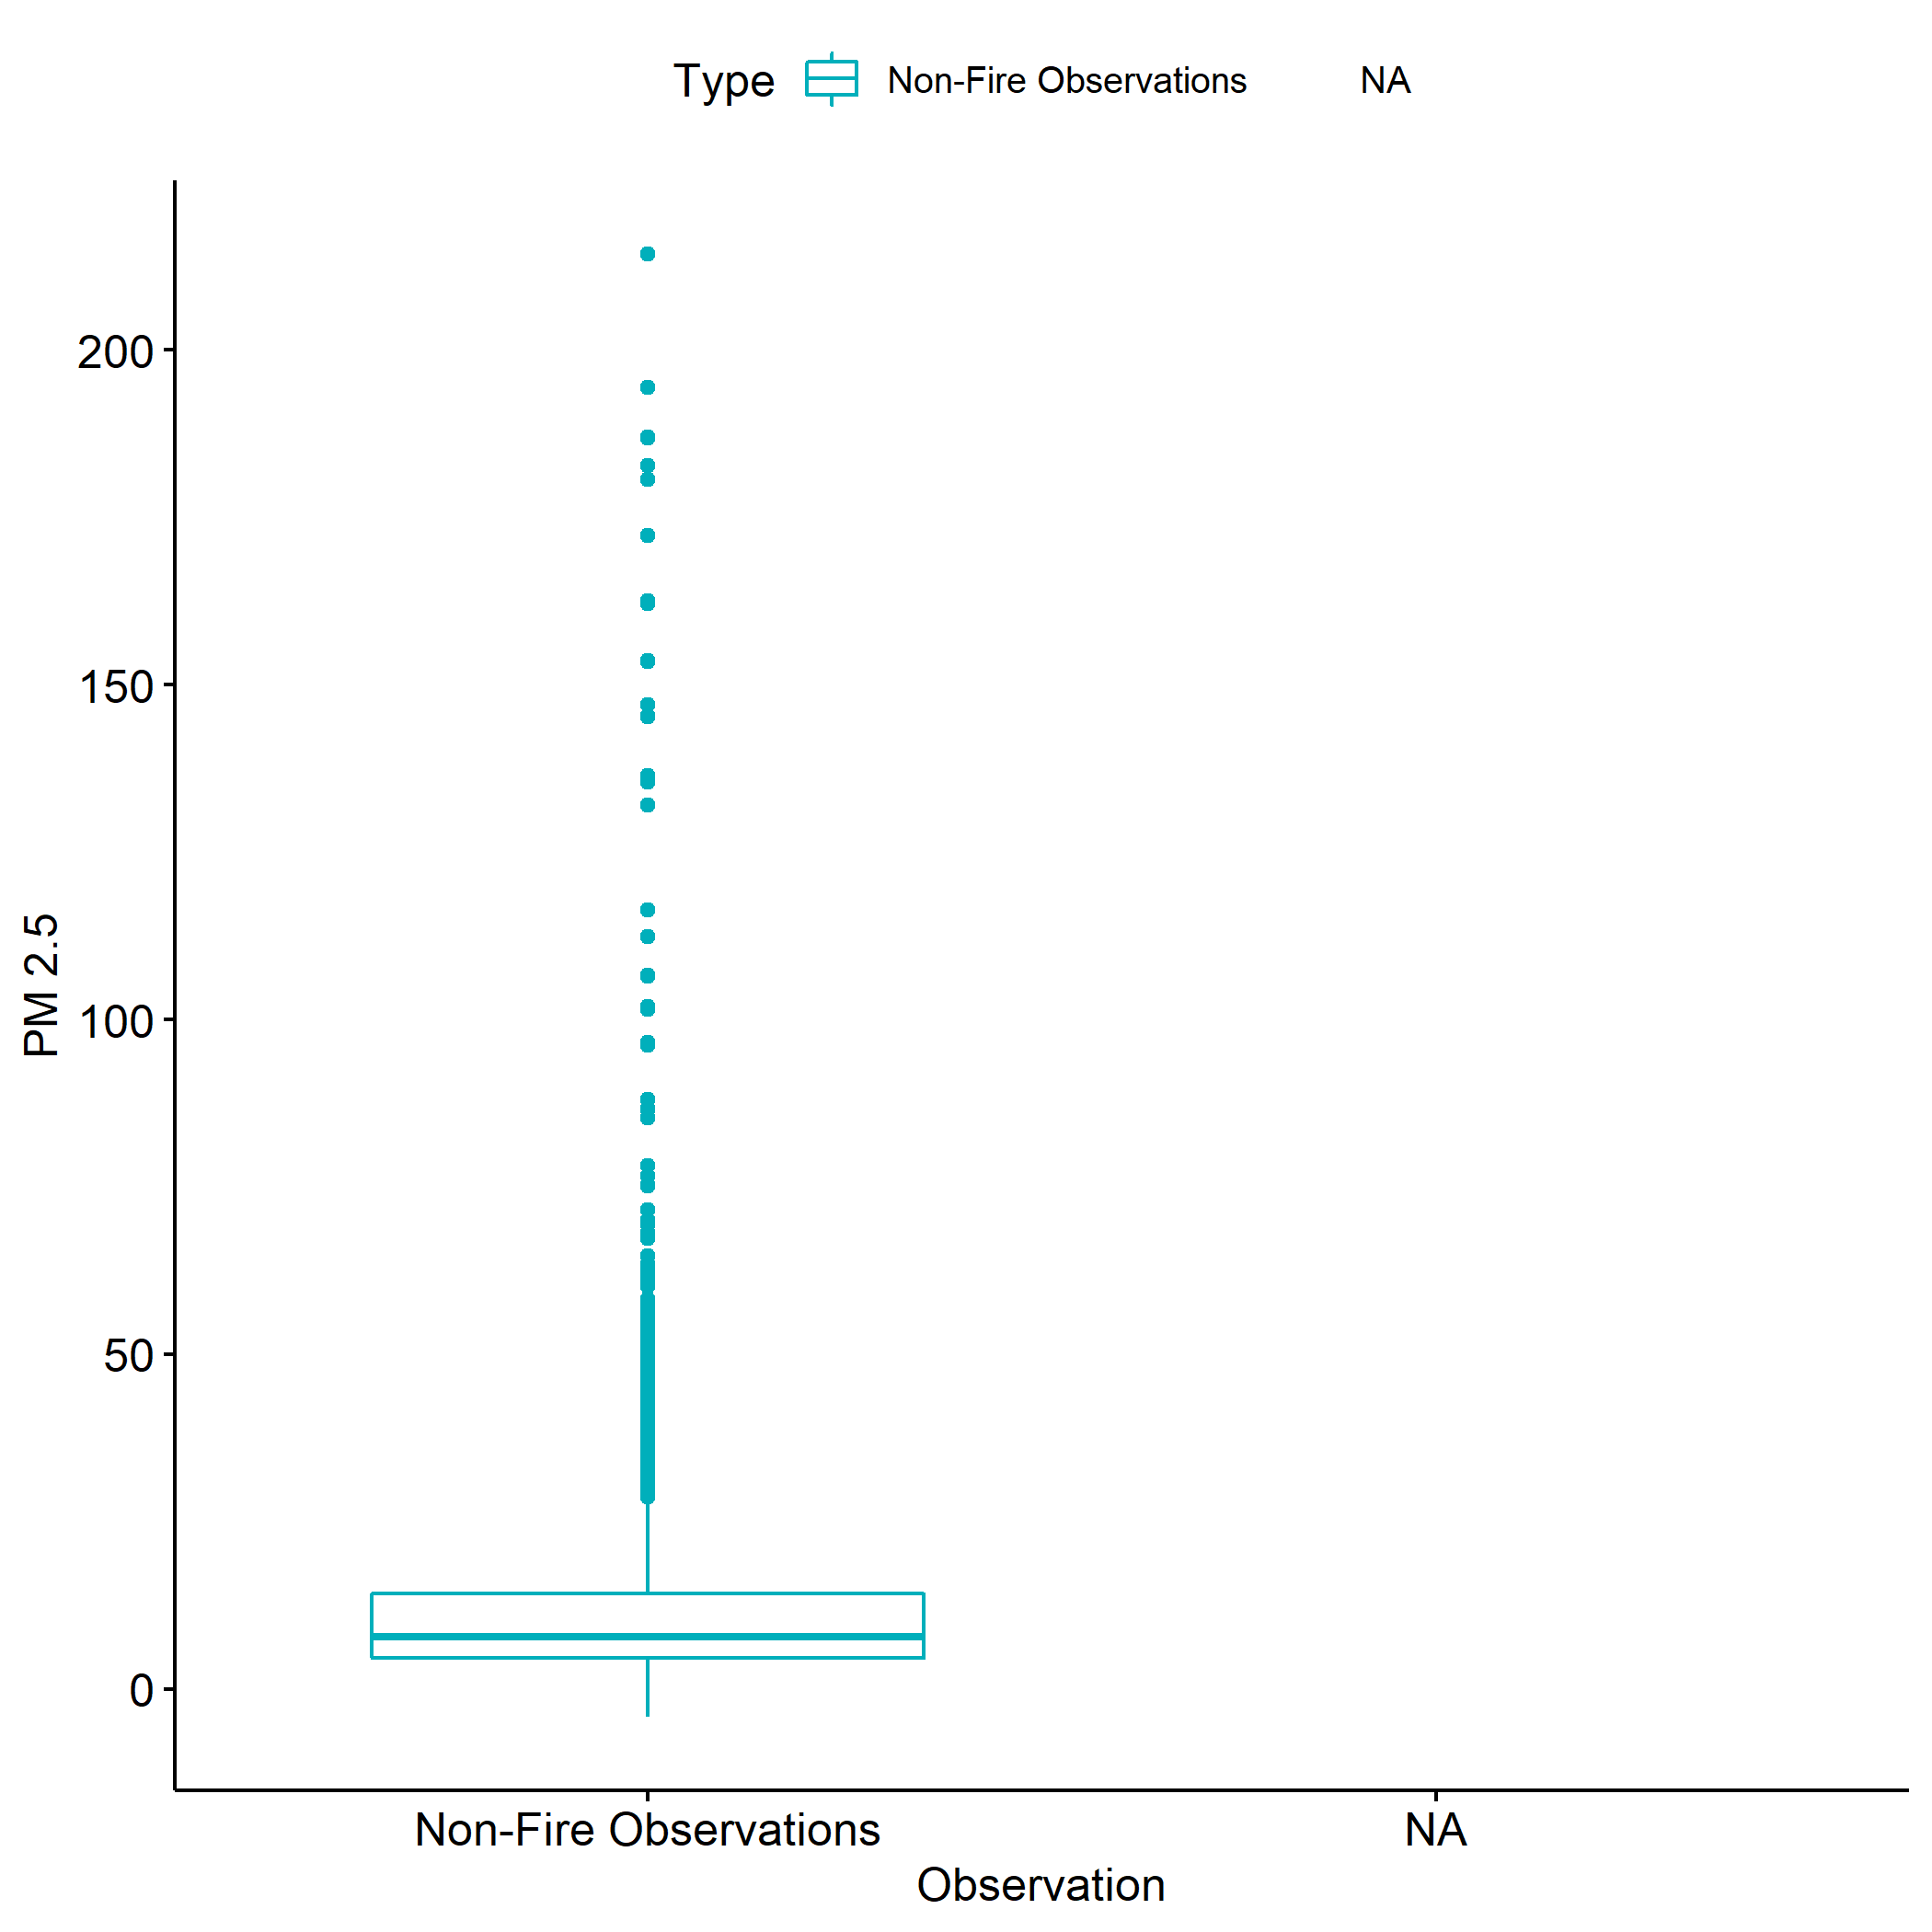 Type Non-Fire Observations NA
PM 2.5
200
150
100
50
0
Non-Fire Observations NA
Observation